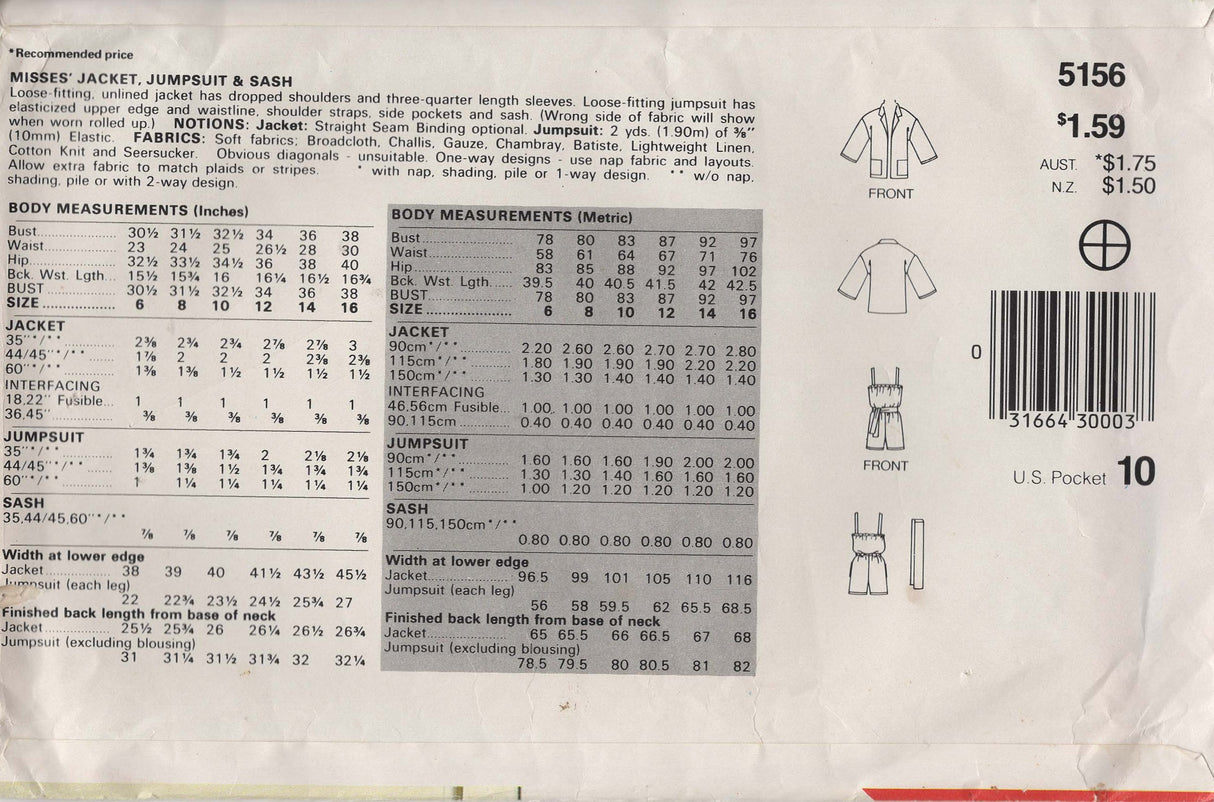 *Recommended price
MISSES' JACKET, JUMPSUIT & SASH
Loose-fitting, unlined jacket has dropped shoulders and three-quarter length sleeves. Loose-fitting jumpsuit has
elasticized upper edge and waistline, shoulder straps, side pockets and sash. (Wrong side of fabric will show
when worn rolled up.) NOTIONS: Jacket: Straight Seam Binding optional. Jumpsuit: 2 yds. (1.90m) of ⅜"
(10mm) Elastic. FABRICS: Soft fabrics; Broadcloth, Challis, Gauze, Chambray, Batiste, Lightweight Linen,
Cotton Knit and Seersucker. Obvious diagonals - unsuitable. One-way designs - use nap fabric and layouts.
Allow extra fabric to match plaids or stripes. * with nap, shading, pile or 1-way design. ** w/o nap,
shading, pile or with 2-way design.
BODY MEASUREMENTS (Inches)
Bust 30½ 31½ 32½ 34 36 38
Waist 23 24 25 26½ 28 30
Hip 32½ 33½ 34½ 36 38 40
Bck. Wst. Lgth... 15½ 15¾ 16 16¼ 16½ 16¾
BUST 30½ 31½ 32½ 34 36 38
SIZE 6 8 10 12 14 16
JACKET
35"*/** 2⅜ 2¾ 2¾ 2⅞ 2⅞ 3
44/45"*/** 1⅞ 2 2 2 2⅜ 2⅜
60"*/** 1⅜ 1⅜ 1½ 1½ 1½ 1½
INTERFACING
18,22" Fusible... 1 1 1 1 1 1
36,45" ⅜ ⅜ ⅜ ⅜ ⅜ ⅜
JUMPSUIT
35"*/** 1¾ 1¾ 1¾ 2 2⅛ 2⅛
44/45"*/** 1⅜ 1⅜ 1½ 1¾ 1¾ 1¾
60"*/** 1 1¼ 1¼ 1¼ 1¼ 1¼
SASH
35,44/45,60"*/**
⅞ ⅞ ⅞ ⅞ ⅞ ⅞
Width at lower edge
Jacket 38 39 40 41½ 43½ 45½
Jumpsuit (each leg)
22 22¾ 23½ 24½ 25¾ 27
Finished back length from base of neck
Jacket 25½ 25¾ 26 26¼ 26½ 26¾
Jumpsuit (excluding blousing)
31 31¼ 31½ 31¾ 32 32¼
BODY MEASUREMENTS (Metric)
Bust 78 80 83 87 92 97
Waist 58 61 64 67 71 76
Hip 83 85 88 92 97 102
Bck. Wst. Lgth...... 39.5 40 40.5 41.5 42 42.5
BUST 78 80 83 87 92 97
SIZE 6 8 10 12 14 16
JACKET
90cm*/** 2.20 2.60 2.60 2.70 2.70 2.80
115cm*/** 1.80 1.90 1.90 1.90 2.20 2.20
150cm*/** 1.30 1.30 1.40 1.40 1.40 1.40
INTERFACING
46,56cm Fusible... 1.00 1.00 1.00 1.00 1.00 1.00
90,115cm 0.40 0.40 0.40 0.40 0.40 0.40
JUMPSUIT
90cm*/** 1.60 1.60 1.60 1.90 2.00 2.00
115cm*/** 1.30 1.30 1.40 1.60 1.60 1.60
150cm*/** 1.00 1.20 1.20 1.20 1.20 1.20
SASH
90,115,150cm*/**
0.80 0.80 0.80 0.80 0.80 0.80
Width at lower edge
Jacket 96.5 99 101 105 110 116
Jumpsuit (each leg)
56 58 59.5 62 65.5 68.5
Finished back length from base of neck
Jacket 65 65.5 66 66.5 67 68
Jumpsuit (excluding blousing)
78.5 79.5 80 80.5 81 82
FRONT
FRONT
5156
$1.59
AUST. *$1.75
N.Z. $1.50
0 31664 30003
U.S. Pocket 10